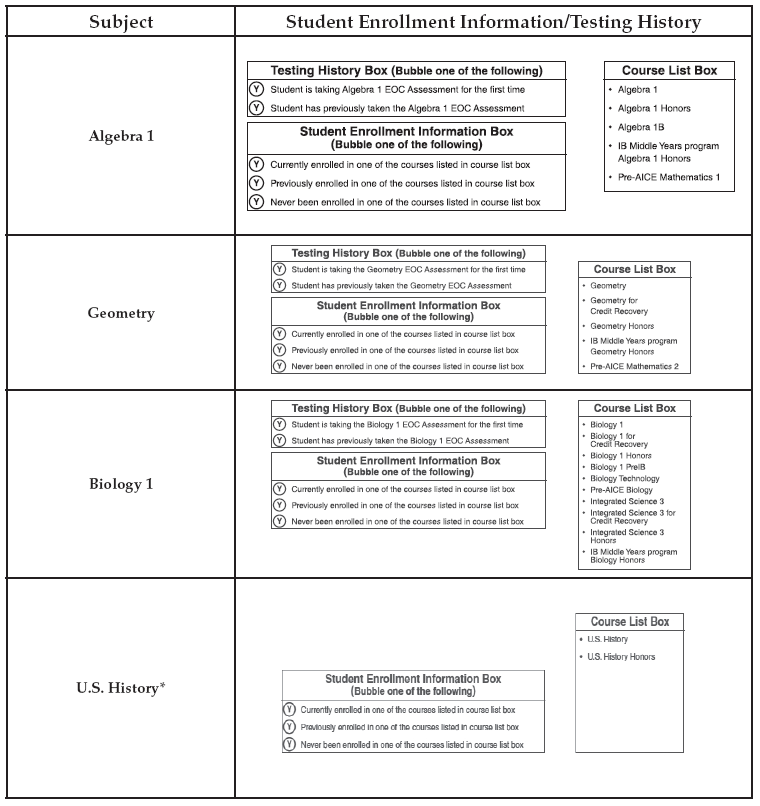 Subject
Student Enrollment Information/Testing History
Algebra 1
Testing History Box (Bubble one of the following)
Y Student is taking Algebra 1 EOC Assessment for the first time
Y Student has previously taken the Algebra 1 EOC Assessment
Student Enrollment Information Box
(Bubble one of the following)
Y Currently enrolled in one of the courses listed in course list box
Y Previously enrolled in one of the courses listed in course list box
Y Never been enrolled in one of the courses listed in course list box
Course List Box
• Algebra 1
• Algebra 1 Honors
• Algebra 1B
• IB Middle Years program
Algebra 1 Honors
• Pre-AICE Mathematics 1
Geometry
Testing History Box (Bubble one of the following)
Y Student is taking the Geometry EOC Assessment for the first time
Y Student has previously taken the Geometry EOC Assessment
Student Enrollment Information Box
(Bubble one of the following)
Y Currently enrolled in one of the courses listed in course list box
Y Previously enrolled in one of the courses listed in course list box
Y Never been enrolled in one of the courses listed in course list box
Course List Box
• Geometry
• Geometry for
Credit Recovery
• Geometry Honors
• IB Middle Years program
Geometry Honors
• Pre-AICE Mathematics 2
Biology 1
Testing History Box (Bubble one of the following)
Y Student is taking the Biology 1 EOC Assessment for the first time
Y Student has previously taken the Biology 1 EOC Assessment
Student Enrollment Information Box
(Bubble one of the following)
Y Currently enrolled in one of the courses listed in course list box
Y Previously enrolled in one of the courses listed in course list box
Y Never been enrolled in one of the courses listed in course list box
Course List Box
• Biology 1
• Biology 1 for
Credit Recovery
• Biology 1 Honors
• Biology 1 PreIB
• Biology Technology
• Pre-AICE Biology
• Integrated Science 3
• Integrated Science 3 for
Credit Recovery
• Integrated Science 3
Honors
• IB Middle Years program
Biology Honors
U.S. History*
Student Enrollment Information Box
(Bubble one of the following)
Y Currently enrolled in one of the courses listed in course list box
Y Previously enrolled in one of the courses listed in course list box
Y Never been enrolled in one of the courses listed in course list box
Course List Box
• U.S. History
• U.S. History Honors